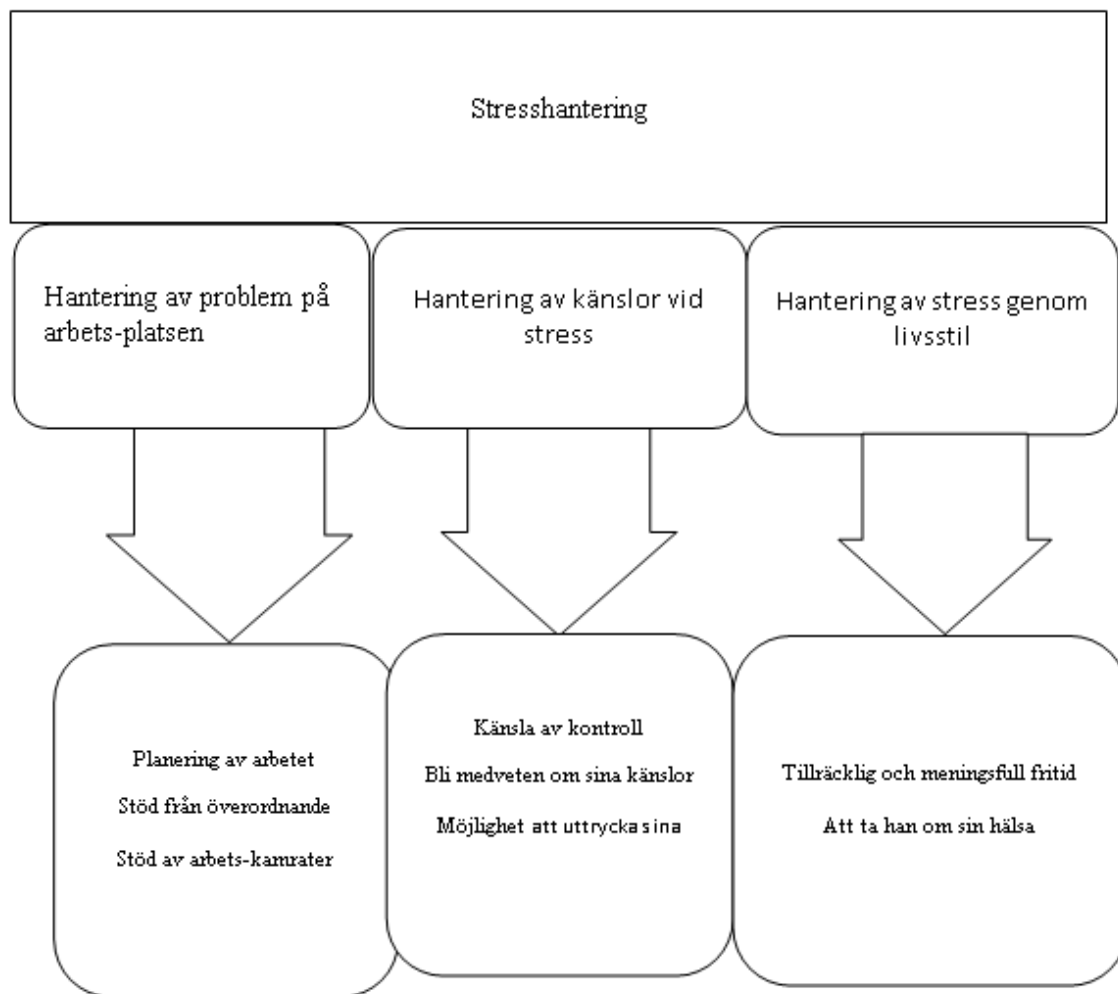 Stresshantering
Hantering av problem på
arbets-platsen
Hantering av känslor vid
stress
Hantering av stress genom
livsstil
Planering av arbetet
Stöd från överordnande
Stöd av arbets-kamrater
Känsla av kontroll
Bli medveten om sina känslor
Möjlighet att uttrycka sina
Tillräcklig och meningsfull fritid
Att ta han om sin hälsa